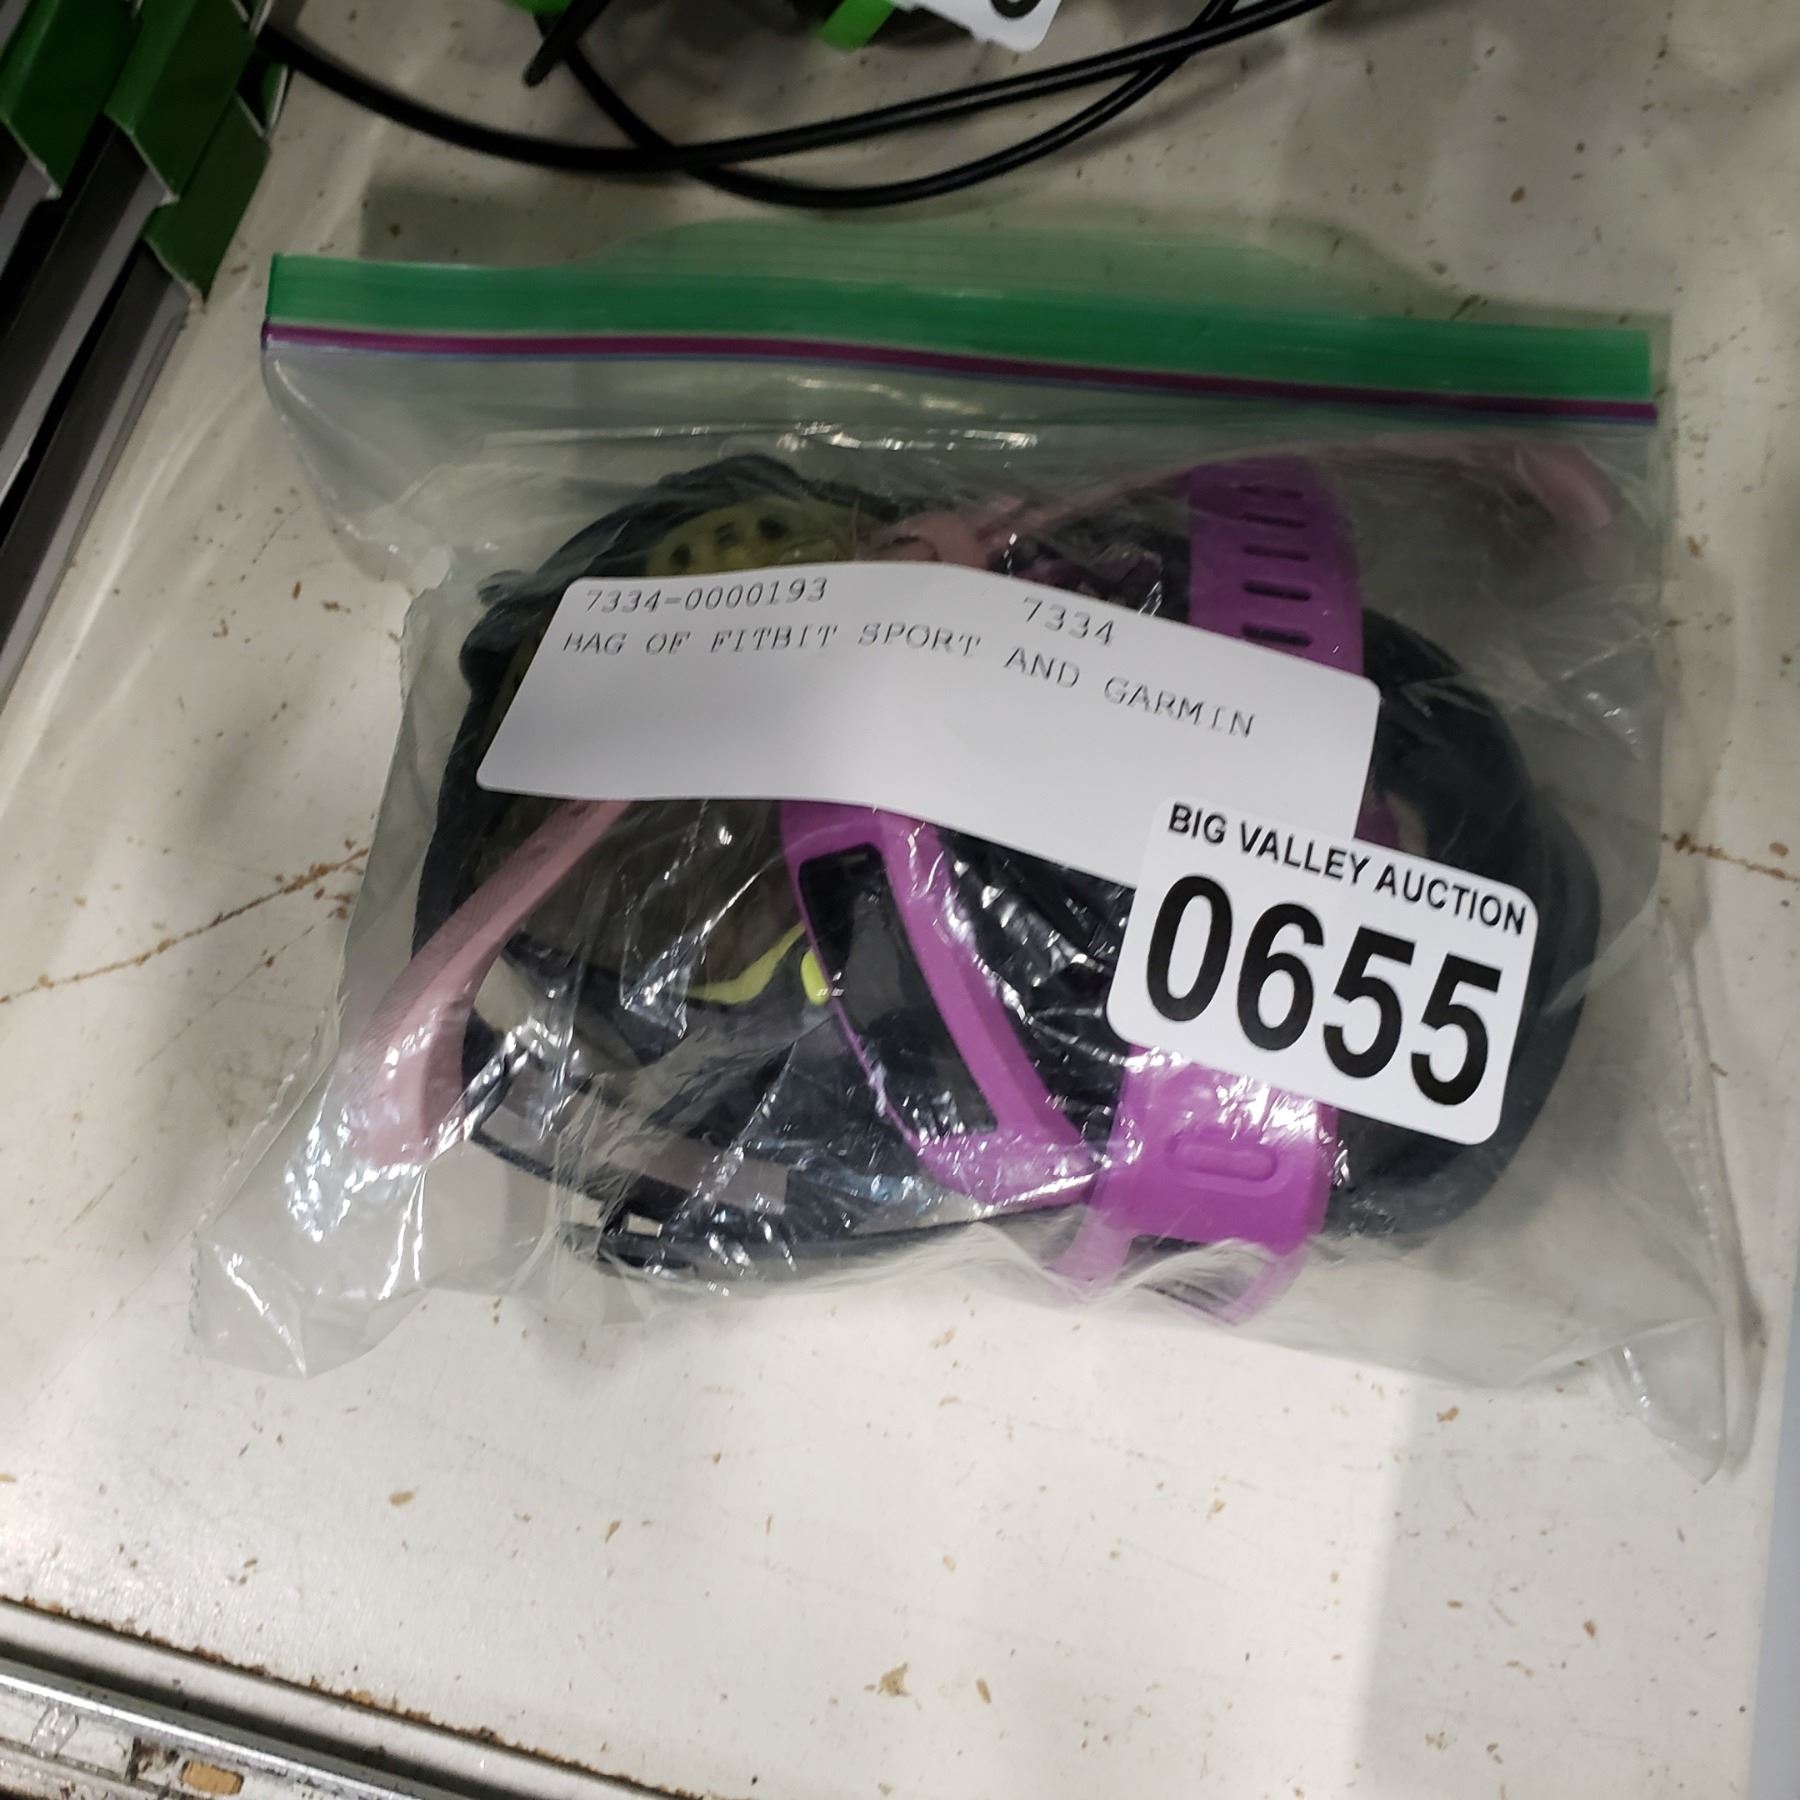 7334-0000193 7334
BAG OF FITBIT SPORT AND GARMIN
BIG VALLEY AUCTION
0655